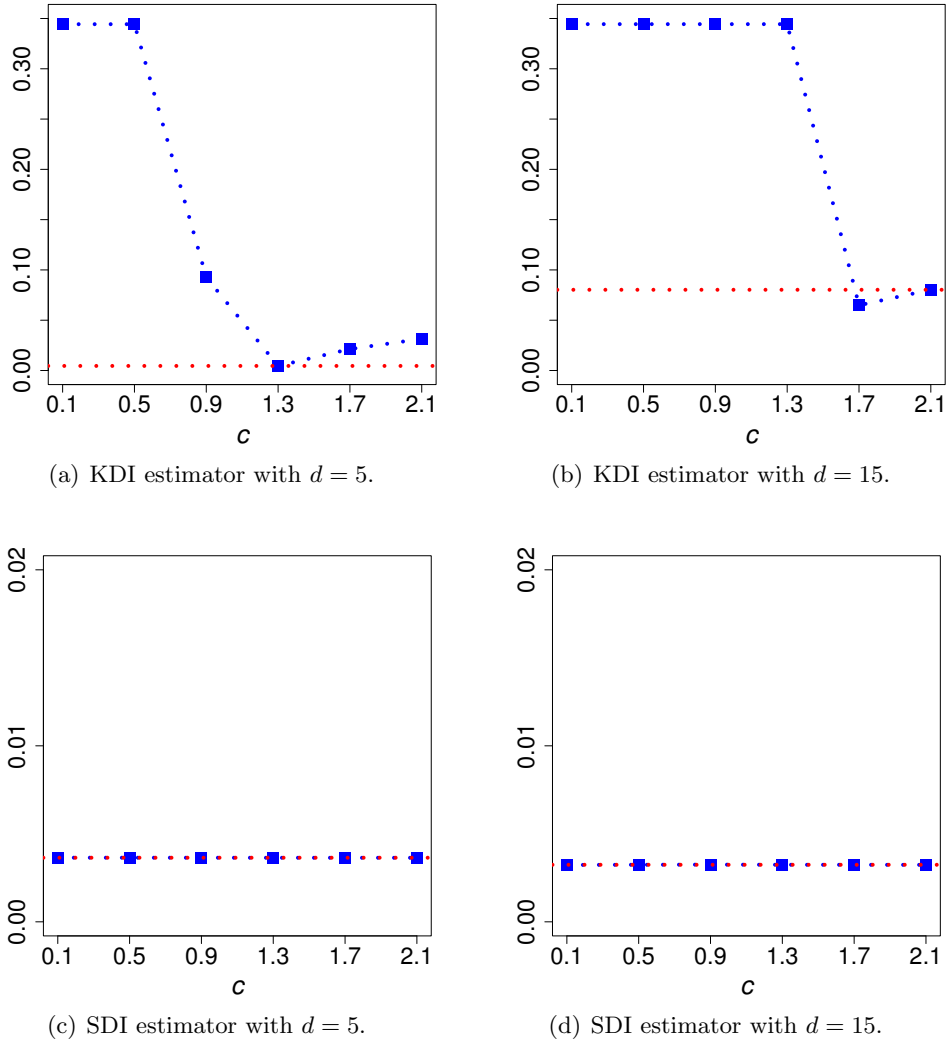 0.30
0.20
0.10
0.00
0.1 0.5 0.9 1.3 1.7 2.1
c
(a) KDI estimator with d = 5.
0.30
0.20
0.10
0.00
0.1 0.5 0.9 1.3 1.7 2.1
c
(b) KDI estimator with d = 15.
0.02
0.01
0.00
0.1 0.5 0.9 1.3 1.7 2.1
c
(c) SDI estimator with d = 5.
0.02
0.01
0.00
0.1 0.5 0.9 1.3 1.7 2.1
c
(d) SDI estimator with d = 15.